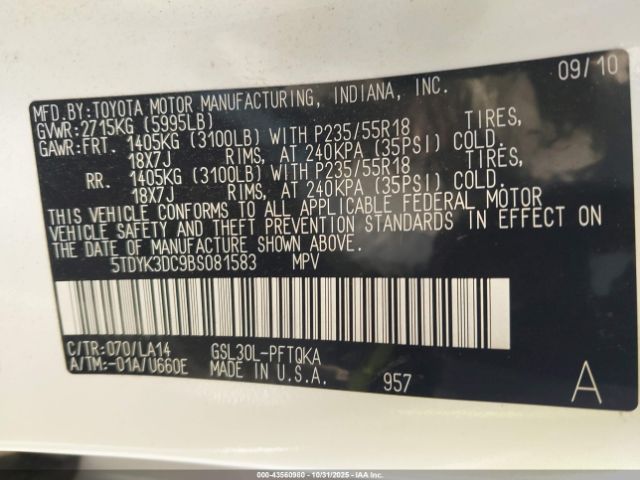 09/10
MFD.BY:TOYOTA MOTOR MANUFACTURING, INDIANA, INC.
GVWR:2715KG (5995LB)
GAWR:FRT. 1405KG (3100LB) WITH P235/55R18 TIRES,
18X7J RIMS, AT 240KPA (35PSI) COLD.
RR. 1405KG (3100LB) WITH P235/55R18 TIRES,
18X7J RIMS, AT 240KPA (35PSI) COLD.
THIS VEHICLE CONFORMS TO ALL APPLICABLE FEDERAL MOTOR
VEHICLE SAFETY AND THEFT PREVENTION STANDARDS IN EFFECT ON
THE DATE OF MANUFACTURE SHOWN ABOVE.
5TDYK3DC9BS081583 MPV
C/TR:070/LA14 GSL30L-PFTQKA
A/TM:-01A/U660E MADE IN U.S.A. 957 A
000-43560980 - 10/31/2025 - IAA Inc.